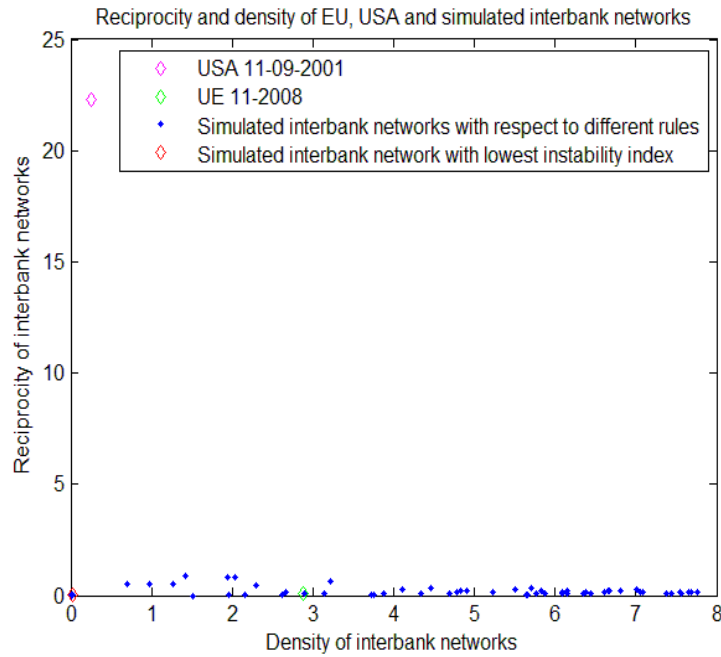 Reciprocity and density of EU, USA and simulated interbank networks
25
USA 11-09-2001
UE 11-2008
Simulated interbank networks with respect to different rules
Simulated interbank network with lowest instability index
20
15
10
5
0
Reciprocity of interbank networks
0 1 2 3 4 5 6 7 8
Density of interbank networks